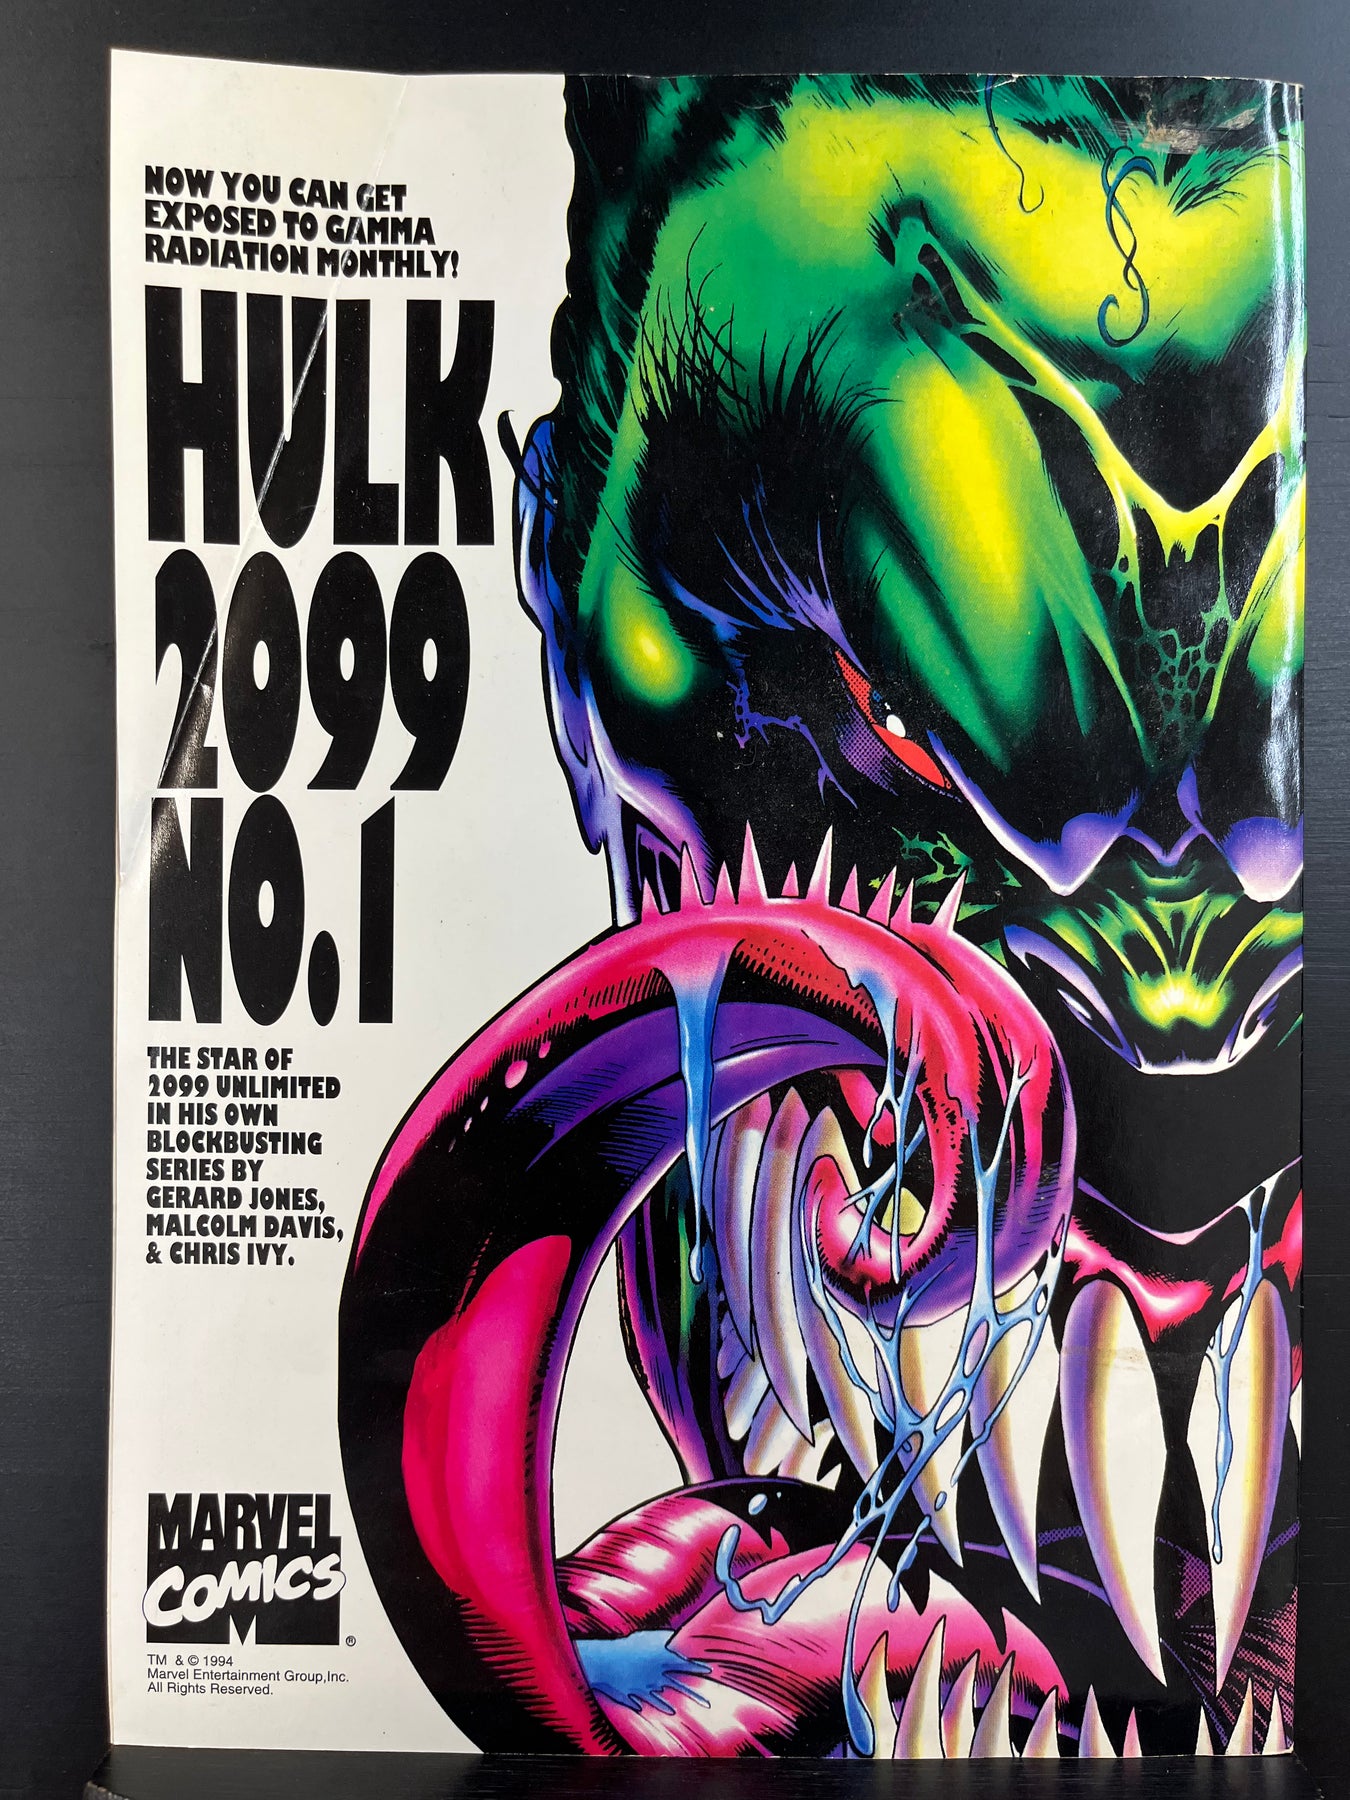 NOW YOU CAN GET
EXPOSED TO GAMMA
RADIATION MONTHLY!
HULK
2099
NO. 1
THE STAR OF
2099 UNLIMITED
IN HIS OWN
BLOCKBUSTING
SERIES BY
GERARD JONES,
MALCOLM DAVIS,
& CHRIS IVY.
MARVEL
COMICS
®
TM & © 1994
Marvel Entertainment Group, Inc.
All Rights Reserved.